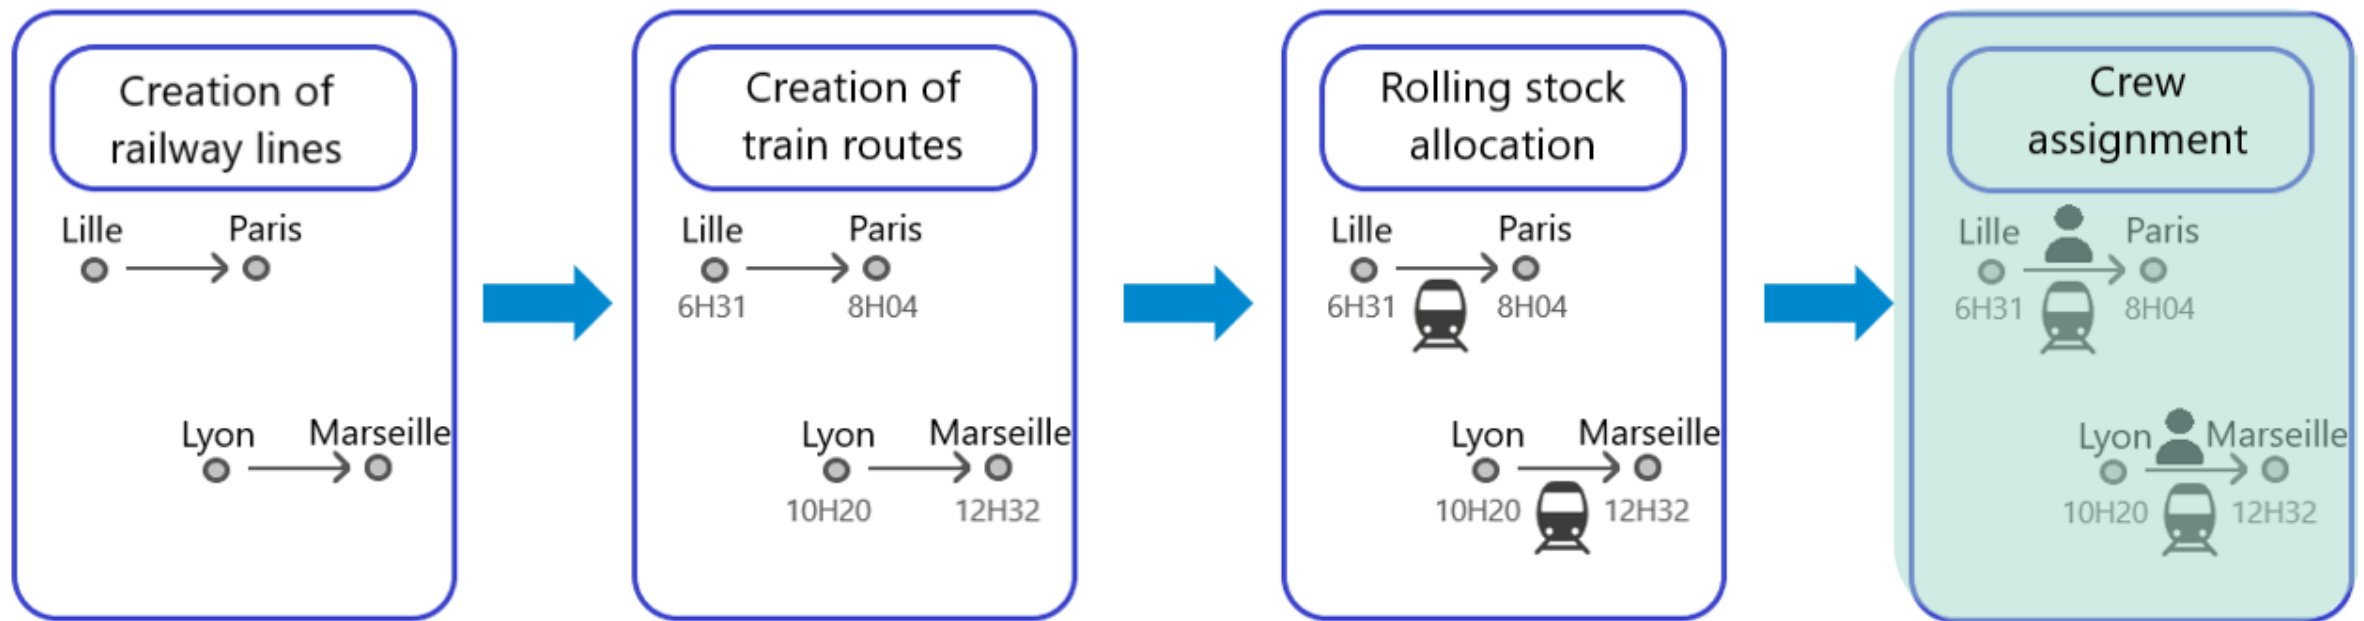 Creation of
railway lines
Lille Paris
Lyon Marseille
Creation of
train routes
Lille Paris
6H31 8H04
Lyon Marseille
10H20 12H32
Rolling stock
allocation
Lille Paris
6H31 8H04
Lyon Marseille
10H20 12H32
Crew
assignment
Lille Paris
6H31 8H04
Lyon Marseille
10H20 12H32